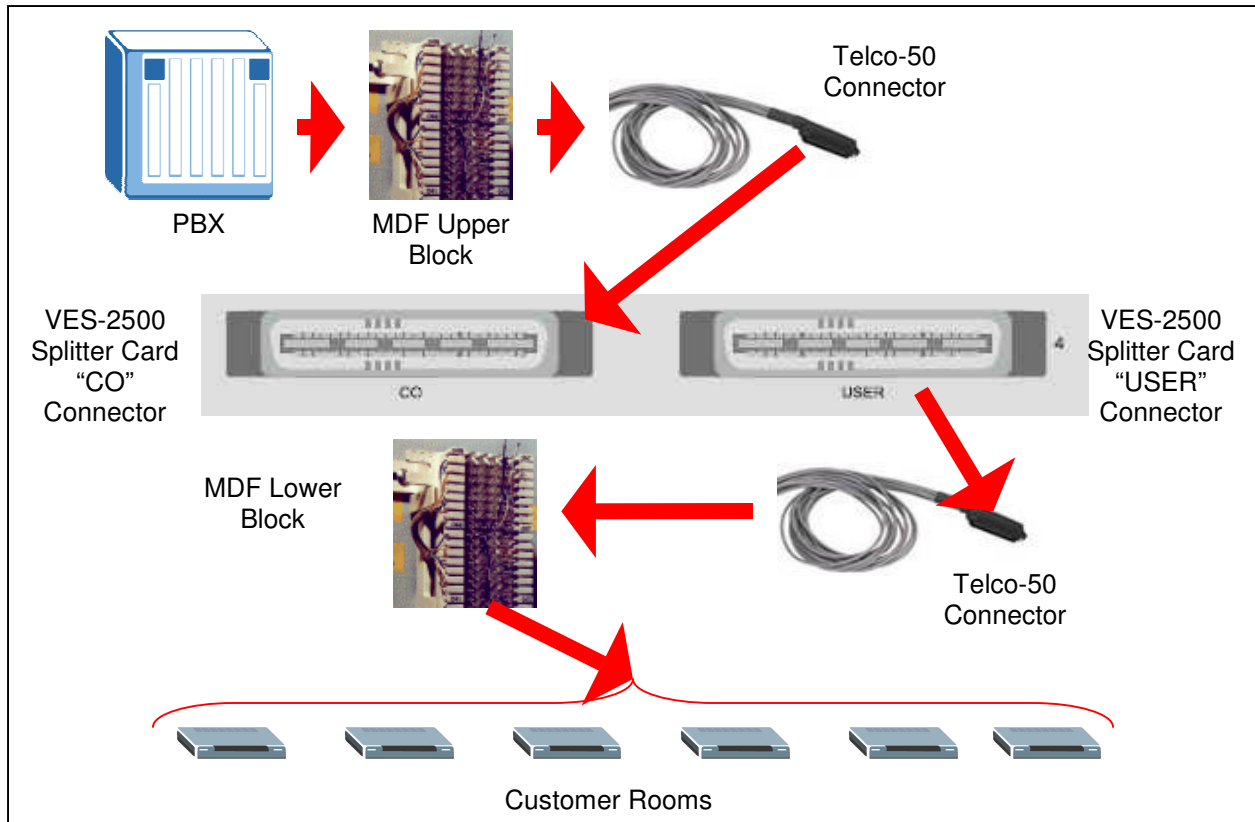 Telco-50
Connector
PBX
MDF Upper
Block
VES-2500
Splitter Card
“CO”
Connector
CO
USER
4
VES-2500
Splitter Card
“USER”
Connector
MDF Lower
Block
Telco-50
Connector
Customer Rooms